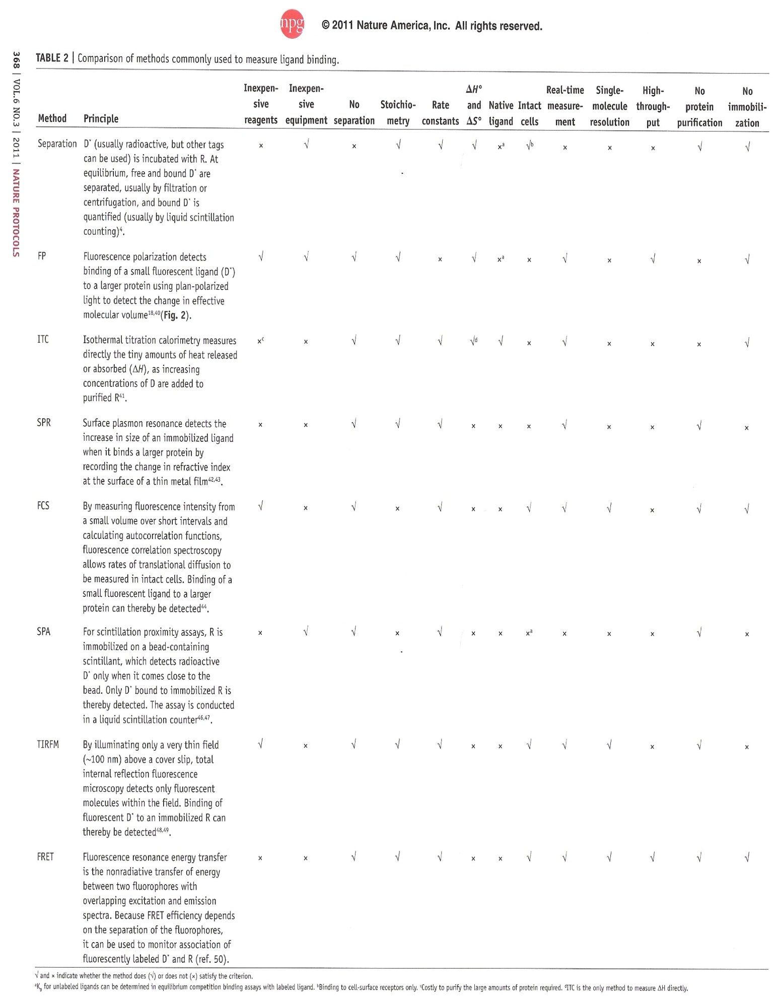 npg © 2011 Nature America, Inc. All rights reserved.
368 | VOL.6 NO.3 | 2011 | NATURE PROTOCOLS
TABLE 2 | Comparison of methods commonly used to measure ligand binding.
Method Principle Inexpen-sive reagents Inexpen-sive equipment No separation Stoichio-metry Rate constants ΔH° and ΔS° Native ligand Intact cells Real-time measure-ment Single-molecule resolution High-through-put No protein purification No immobili-zation
Separation D* (usually radioactive, but other tags × √ × √ √ √ ×ᵃ √ᵇ × × × √ √
can be used) is incubated with R. At
equilibrium, free and bound D* are
separated, usually by filtration or
centrifugation, and bound D* is
quantified (usually by liquid scintillation
counting)⁴.
FP Fluorescence polarization detects √ √ √ √ × √ ×ᵃ × √ × √ × √
binding of a small fluorescent ligand (D*)
to a larger protein using plan-polarized
light to detect the change in effective
molecular volume¹⁸,⁴⁰(Fig. 2).
ITC Isothermal titration calorimetry measures ×ᶜ × √ √ √ √ᵈ √ × √ × × × √
directly the tiny amounts of heat released
or absorbed (ΔH), as increasing
concentrations of D are added to
purified R⁴¹.
SPR Surface plasmon resonance detects the × × √ √ √ × × × √ × × √ ×
increase in size of an immobilized ligand
when it binds a larger protein by
recording the change in refractive index
at the surface of a thin metal film⁴²,⁴³.
FCS By measuring fluorescence intensity from √ × √ × √ × × √ √ √ × √ √
a small volume over short intervals and
calculating autocorrelation functions,
fluorescence correlation spectroscopy
allows rates of translational diffusion to
be measured in intact cells. Binding of a
small fluorescent ligand to a larger
protein can thereby be detected⁴⁴.
SPA For scintillation proximity assays, R is × √ √ × √ × × ×ᵃ × × × √ ×
immobilized on a bead-containing
scintillant, which detects radioactive
D* only when it comes close to the
bead. Only D* bound to immobilized R is
thereby detected. The assay is conducted
in a liquid scintillation counter⁴⁶,⁴⁷.
TIRFM By illuminating only a very thin field √ × √ √ √ × × √ √ √ × √ ×
(~100 nm) above a cover slip, total
internal reflection fluorescence
microscopy detects only fluorescent
molecules within the field. Binding of
fluorescent D* to an immobilized R can
thereby be detected⁴⁸,⁴⁹.
FRET Fluorescence resonance energy transfer × × √ √ √ × × √ √ √ √ √ √
is the nonradiative transfer of energy
between two fluorophores with
overlapping excitation and emission
spectra. Because FRET efficiency depends
on the separation of the fluorophores,
it can be used to monitor association of
fluorescently labeled D* and R (ref. 50).
√ and × indicate whether the method does (√) or does not (×) satisfy the criterion.
ᵃK_D for unlabeled ligands can be determined in equilibrium competition binding assays with labeled ligand. ᵇBinding to cell-surface receptors only. ᶜCostly to purify the large amounts of protein required. ᵈITC is the only method to measure ΔH directly.